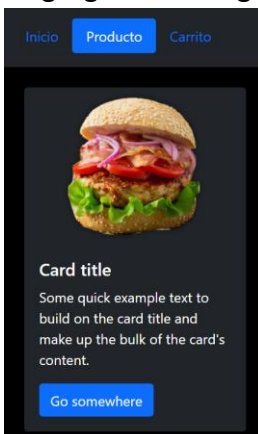 Inicio Producto Carrito
Card title
Some quick example text to
build on the card title and
make up the bulk of the card's
content.
Go somewhere